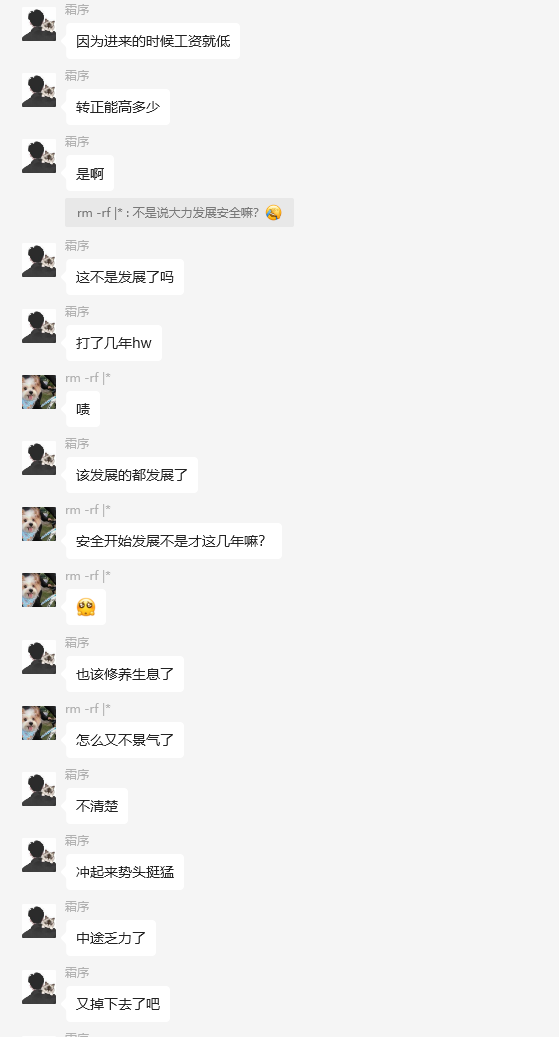 霜序
因为进来的时候工资就低
霜序
转正能高多少
霜序
是啊
rm -rf |* : 不是说大力发展安全嘛？
霜序
这不是发展了吗
霜序
打了几年hw
rm -rf |*
啧
霜序
该发展的都发展了
rm -rf |*
安全开始发展不是才这几年嘛？
rm -rf |*
霜序
也该修养生息了
rm -rf |*
怎么又不景气了
霜序
不清楚
霜序
冲起来势头挺猛
霜序
中途乏力了
霜序
又掉下去了吧
霜序